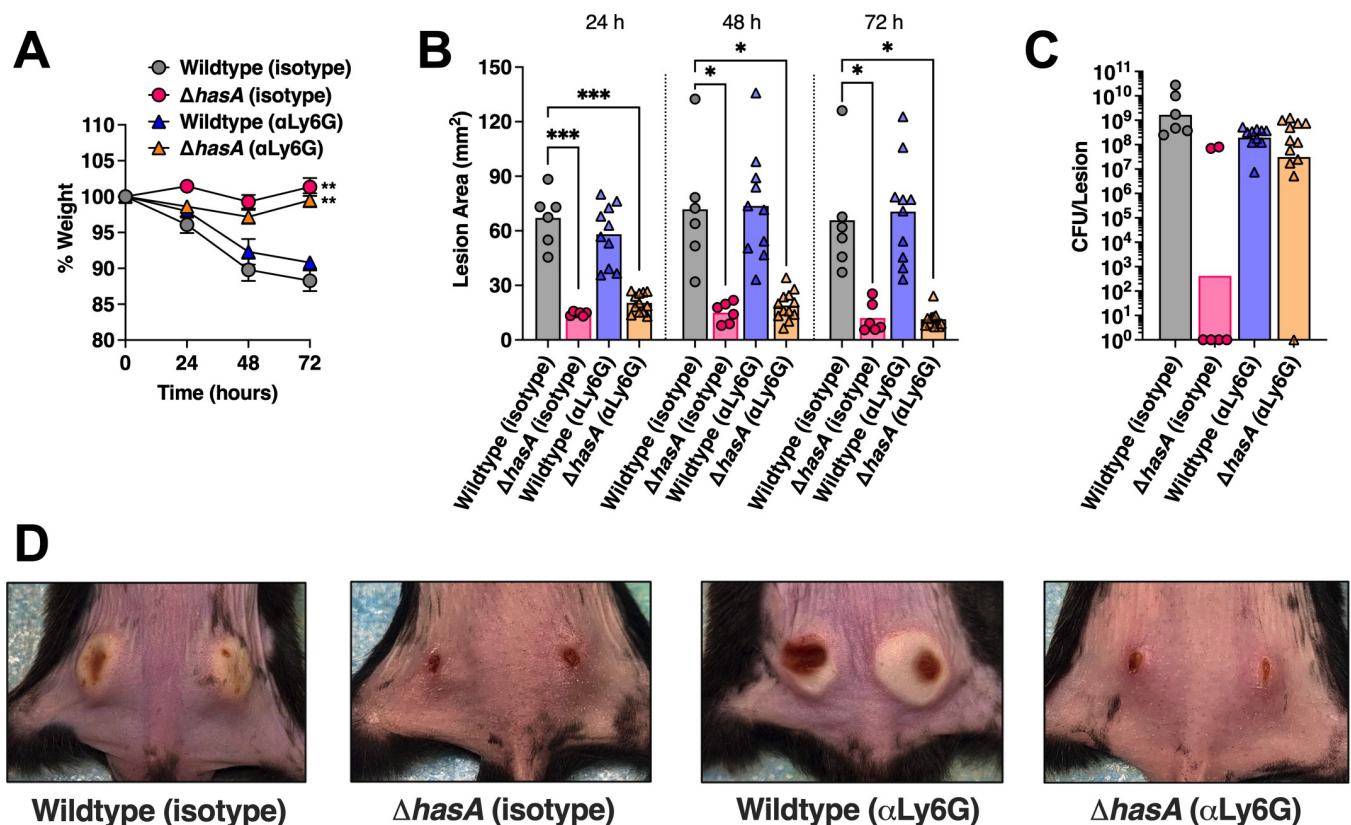 A
Wildtype (isotype)
ΔhasA (isotype)
Wildtype (αLy6G)
ΔhasA (αLy6G)
110
105
100
95
90
85
80
% Weight
**
**
0
24
48
72
Time (hours)
B
24 h
48 h
72 h
150
120
90
60
30
0
Lesion Area (mm²)
***
***
*
*
*
*
Wildtype (isotype)
ΔhasA (isotype)
Wildtype (αLy6G)
ΔhasA (αLy6G)
Wildtype (isotype)
ΔhasA (isotype)
Wildtype (αLy6G)
ΔhasA (αLy6G)
Wildtype (isotype)
ΔhasA (isotype)
Wildtype (αLy6G)
ΔhasA (αLy6G)
C
10¹¹
10¹⁰
10⁹
10⁸
10⁷
10⁶
10⁵
10⁴
10³
10²
10¹
10⁰
CFU/Lesion
Wildtype (isotype)
ΔhasA (isotype)
Wildtype (αLy6G)
ΔhasA (αLy6G)
D
Wildtype (isotype)
ΔhasA (isotype)
Wildtype (αLy6G)
ΔhasA (αLy6G)